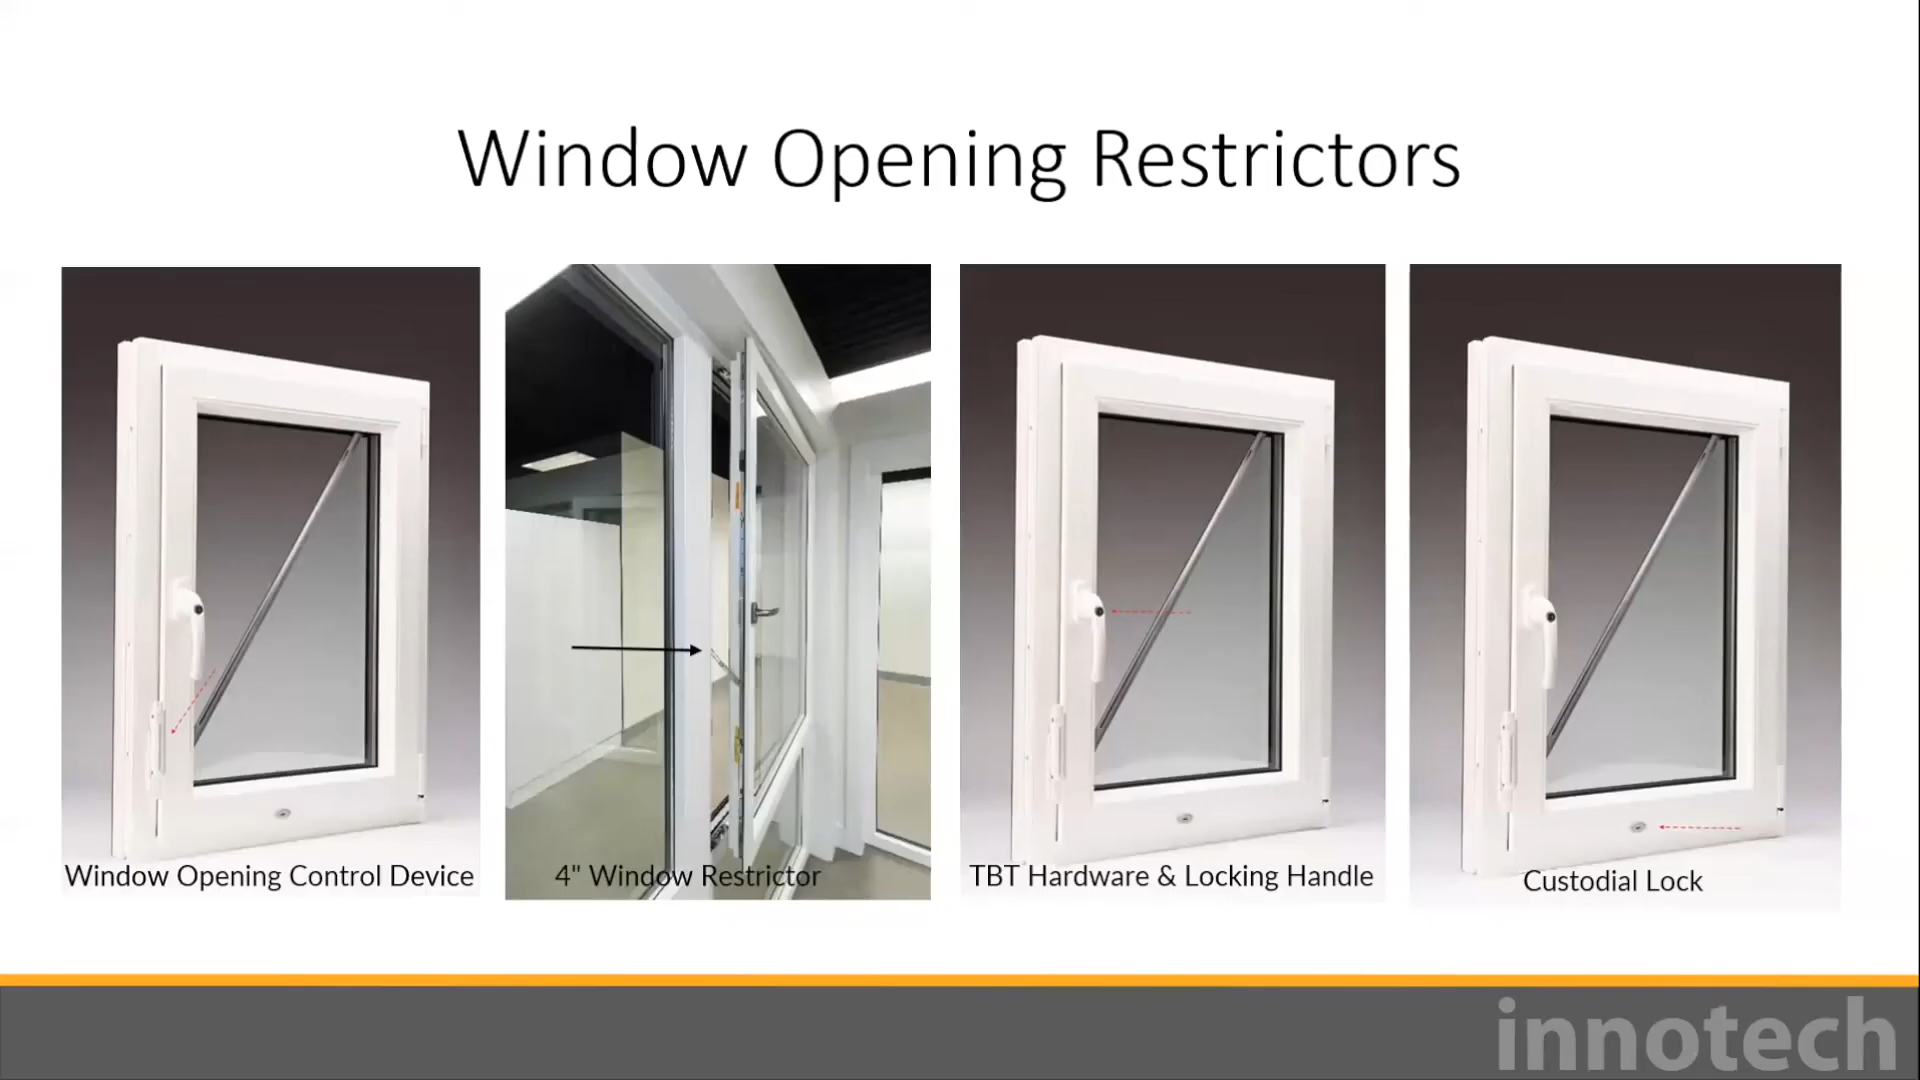 Window Opening Restrictors
Window Opening Control Device
4" Window Restrictor
TBT Hardware & Locking Handle
Custodial Lock
innotech